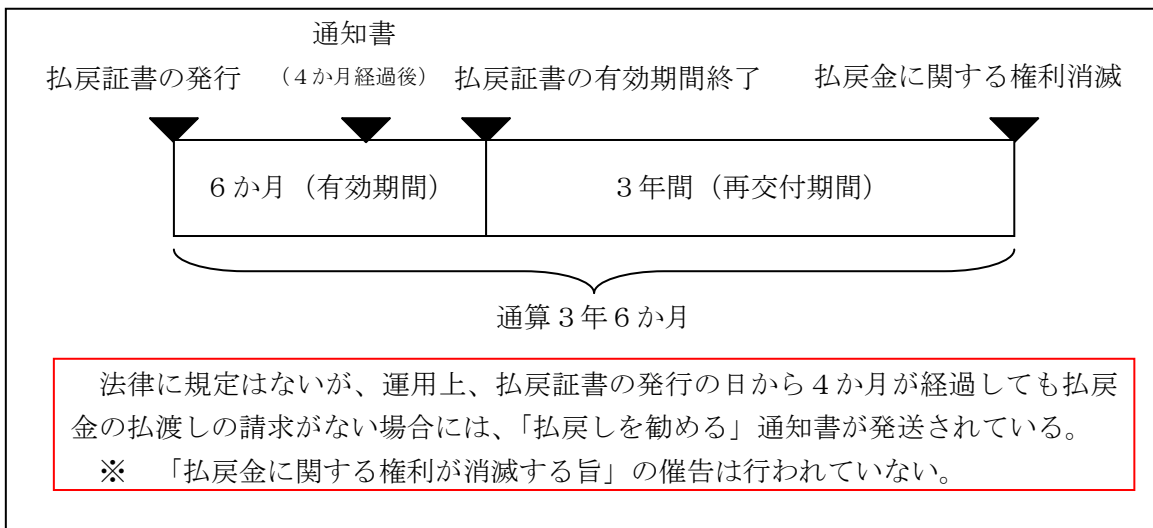 通知書
払戻証書の発行 （４か月経過後） 払戻証書の有効期間終了 払戻金に関する権利消滅
６か月（有効期間） ３年間（再交付期間）
通算３年６か月
法律に規定はないが、運用上、払戻証書の発行の日から４か月が経過しても払戻
金の払渡しの請求がない場合には、「払戻しを勧める」通知書が発送されている。
※　「払戻金に関する権利が消滅する旨」の催告は行われていない。